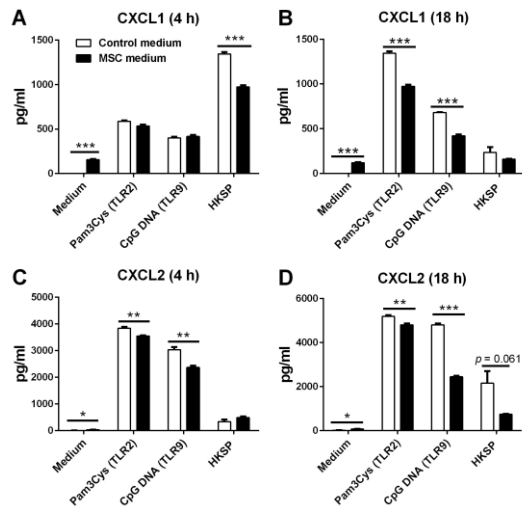 A
CXCL1 (4 h)
Control medium
MSC medium
***
***
pg/ml
1500
1000
500
0
Medium
Pam3Cys (TLR2)
CpG DNA (TLR9)
HKSP
B
CXCL1 (18 h)
***
***
***
pg/ml
1500
1000
500
0
Medium
Pam3Cys (TLR2)
CpG DNA (TLR9)
HKSP
C
CXCL2 (4 h)
**
**
*
pg/ml
5000
4000
3000
2000
1000
0
Medium
Pam3Cys (TLR2)
CpG DNA (TLR9)
HKSP
D
CXCL2 (18 h)
**
***
p = 0.061
*
pg/ml
6000
4000
2000
0
Medium
Pam3Cys (TLR2)
CpG DNA (TLR9)
HKSP